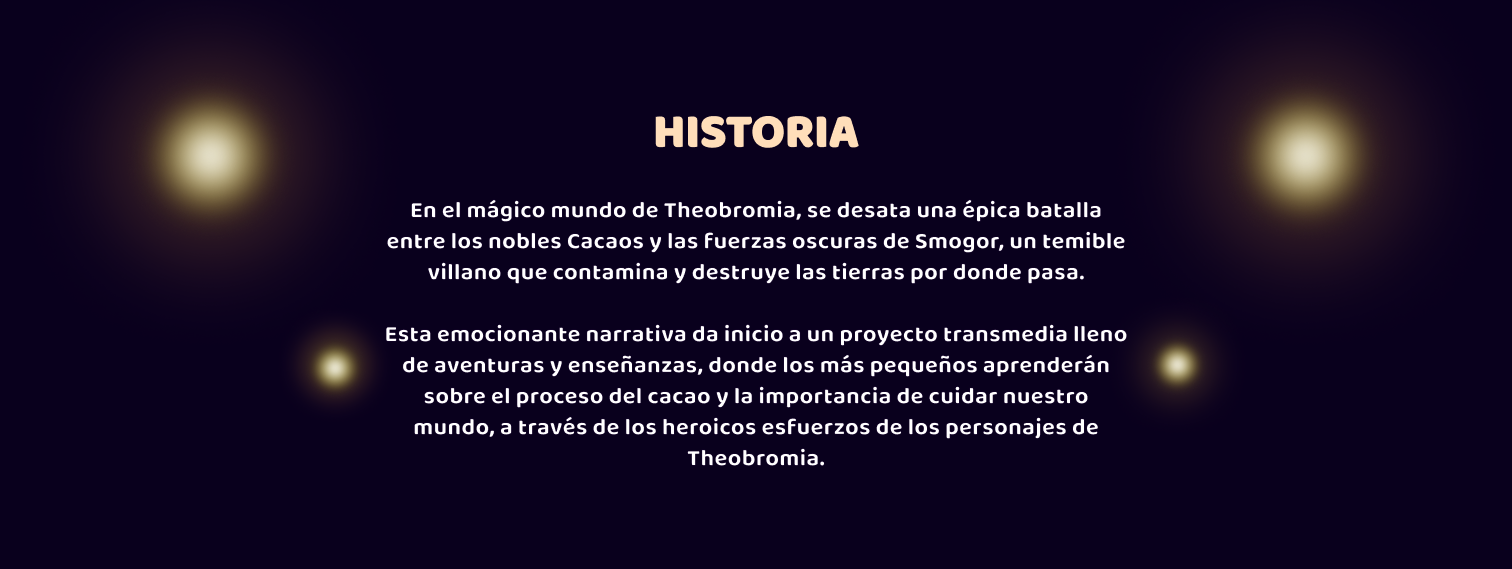 HISTORIA
En el mágico mundo de Theobromia, se desata una épica batalla
entre los nobles Cacaos y las fuerzas oscuras de Smogor, un temible
villano que contamina y destruye las tierras por donde pasa.
Esta emocionante narrativa da inicio a un proyecto transmedia lleno
de aventuras y enseñanzas, donde los más pequeños aprenderán
sobre el proceso del cacao y la importancia de cuidar nuestro
mundo, a través de los heroicos esfuerzos de los personajes de
Theobromia.